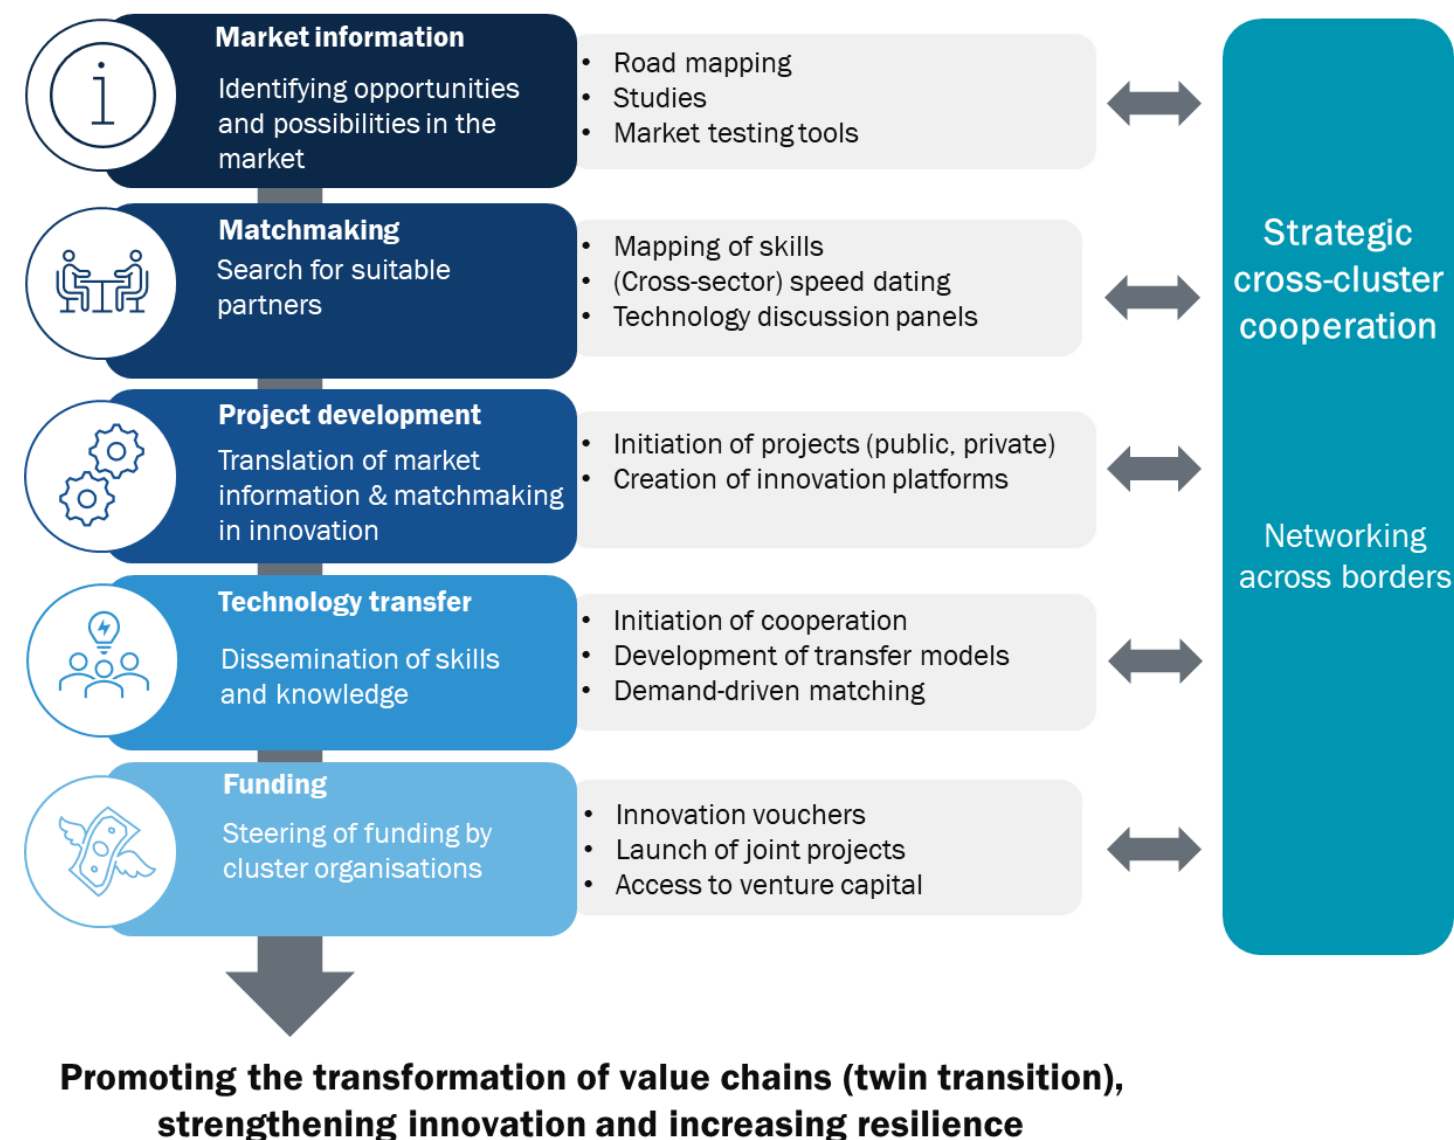 Market information
Identifying opportunities
and possibilities in the
market
• Road mapping
• Studies
• Market testing tools
Matchmaking
Search for suitable
partners
• Mapping of skills
• (Cross-sector) speed dating
• Technology discussion panels
Project development
Translation of market
information & matchmaking
in innovation
• Initiation of projects (public, private)
• Creation of innovation platforms
Technology transfer
Dissemination of skills
and knowledge
• Initiation of cooperation
• Development of transfer models
• Demand-driven matching
Funding
Steering of funding by
cluster organisations
• Innovation vouchers
• Launch of joint projects
• Access to venture capital
Strategic
cross-cluster
cooperation
Networking
across borders
Promoting the transformation of value chains (twin transition),
strengthening innovation and increasing resilience